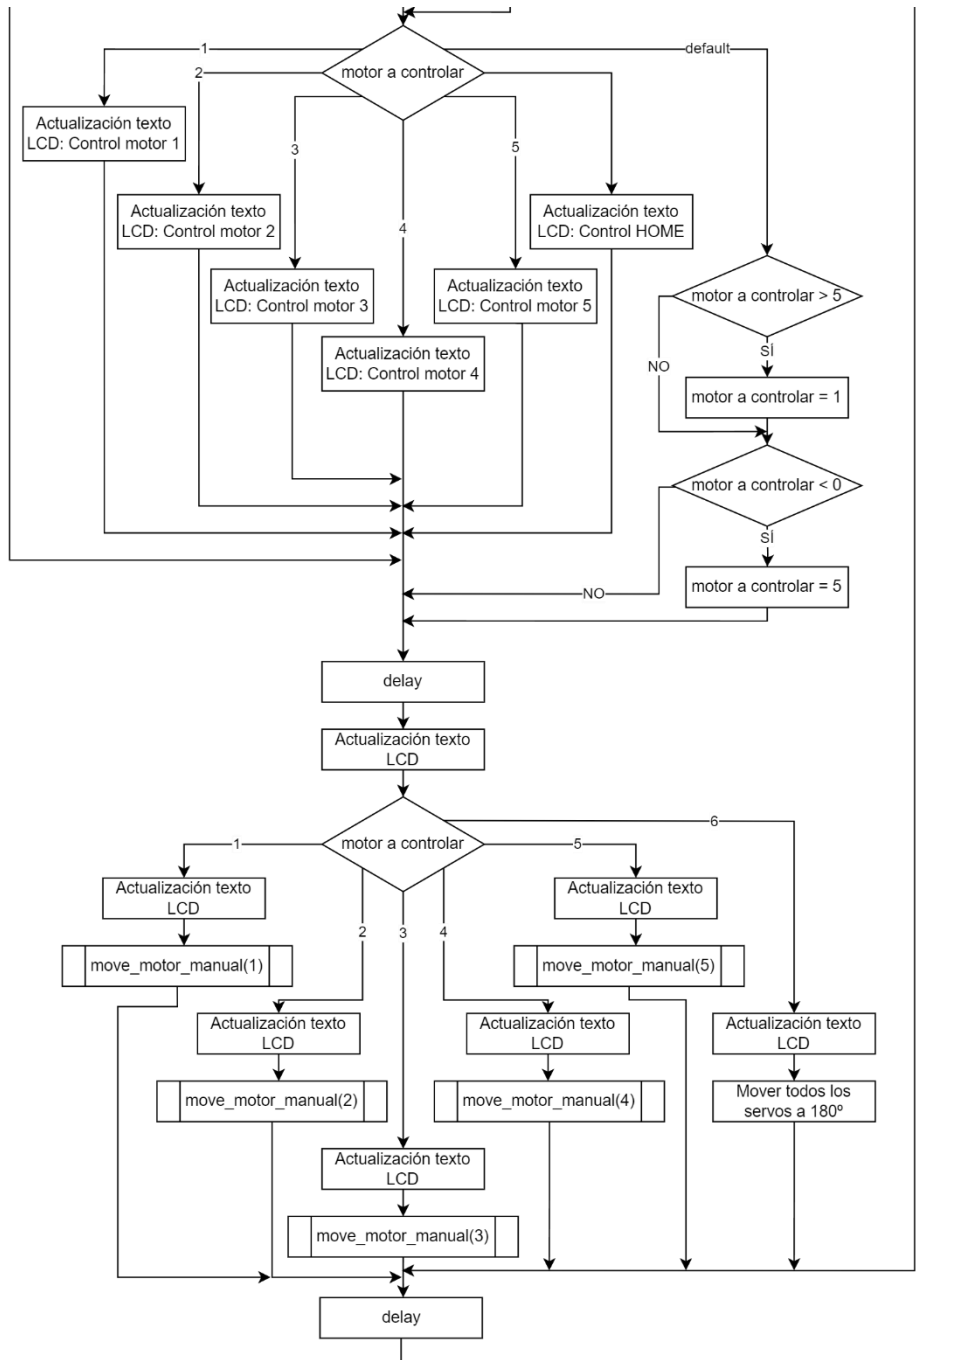 motor a controlar
1
default
2
Actualización texto
LCD: Control motor 1
3
5
Actualización texto
LCD: Control motor 2
4
Actualización texto
LCD: Control HOME
Actualización texto
LCD: Control motor 3
Actualización texto
LCD: Control motor 5
motor a controlar > 5
SÍ
NO
Actualización texto
LCD: Control motor 4
motor a controlar = 1
motor a controlar < 0
SÍ
motor a controlar = 5
NO
delay
Actualización texto
LCD
motor a controlar
1
5
6
Actualización texto
LCD
Actualización texto
LCD
2
3
4
move_motor_manual(1)
move_motor_manual(5)
Actualización texto
LCD
Actualización texto
LCD
Actualización texto
LCD
move_motor_manual(2)
move_motor_manual(4)
Mover todos los
servos a 180º
Actualización texto
LCD
move_motor_manual(3)
delay